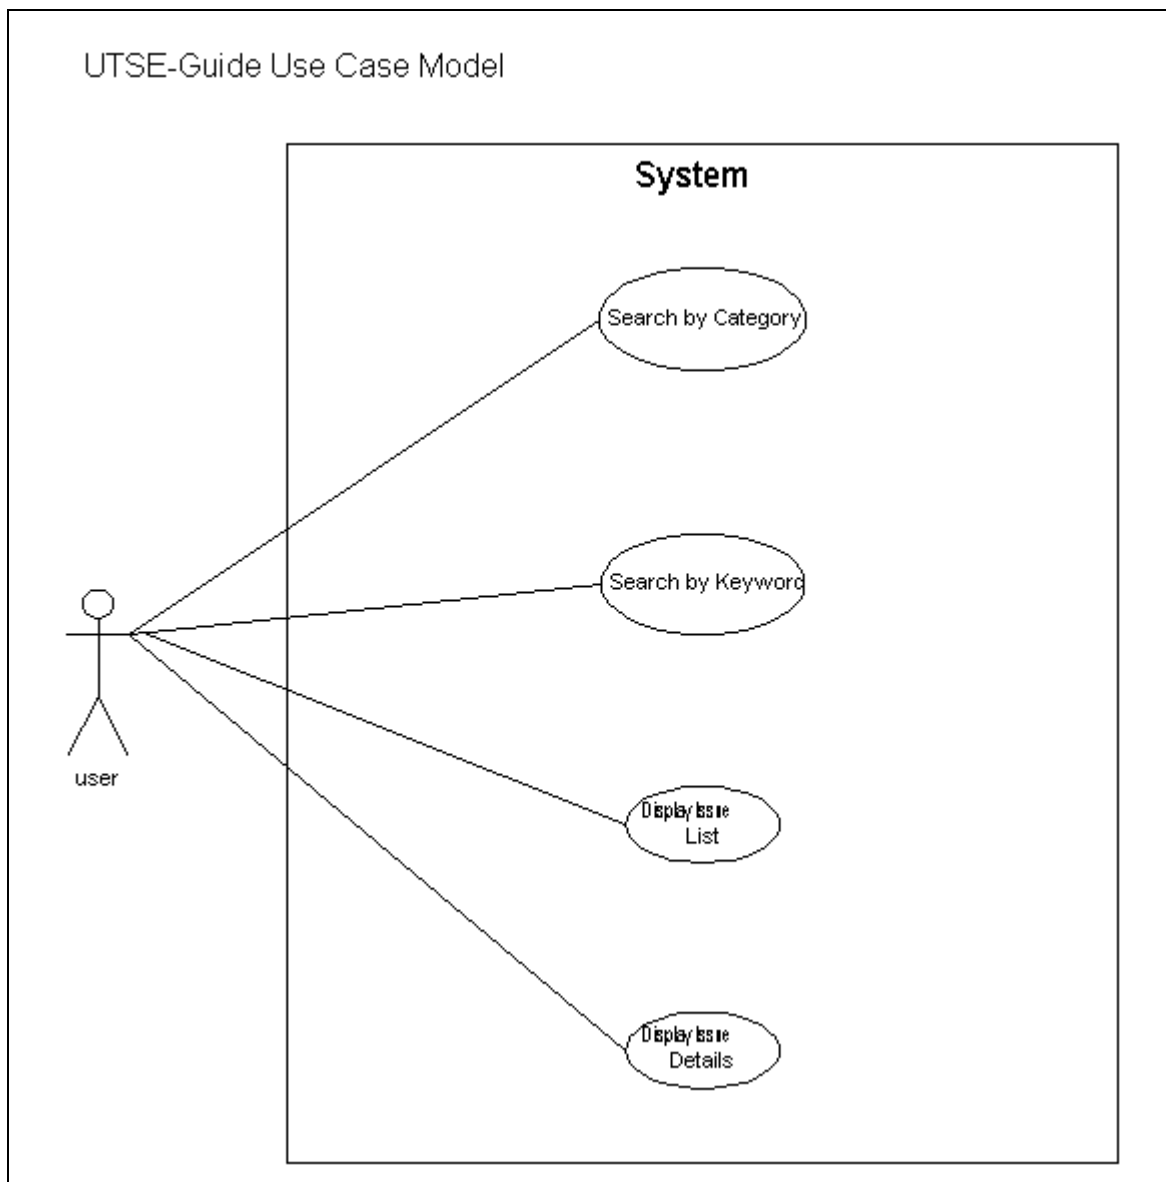 UTSE-Guide Use Case Model
System
Search by Category
Search by Keyword
user
Display Issue
List
Display Issue
Details